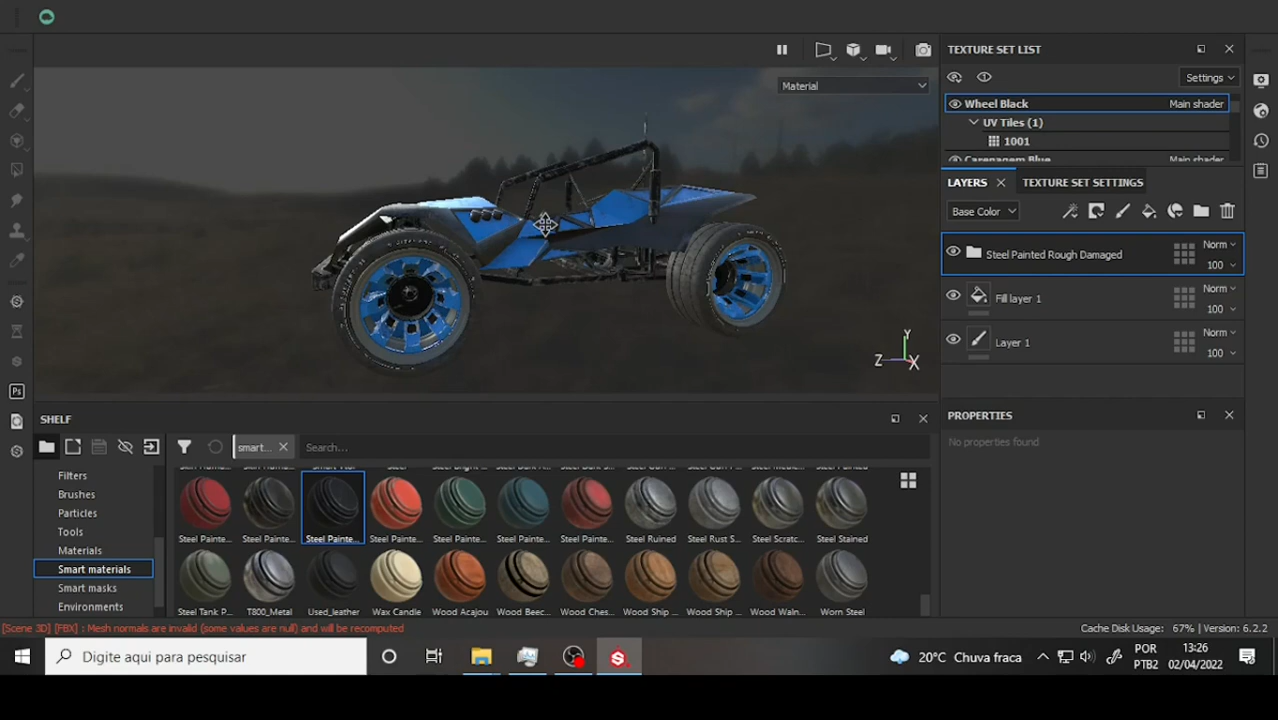 TEXTURE SET LIST
Settings
Material
Wheel Black Main shader
UV Tiles (1)
1001
Carenagem Blue Main shader
LAYERS TEXTURE SET SETTINGS
Base Color
Steel Painted Rough Damaged
Norm
100
Fill layer 1
Norm
100
Layer 1
Norm
100
Y
Z
X
SHELF
PROPERTIES
No properties found
smart...
Search...
Filters
Brushes
Particles
Tools
Materials
Smart materials
Smart masks
Environments
Steel Painte... Steel Painte... Steel Painte... Steel Painte... Steel Painte... Steel Painte... Steel Painte... Steel Ruined Steel Rust S... Steel Scratc... Steel Stained
Steel Tank P... T800_Metal Used_leather Wax Candle Wood Acajou Wood Beec... Wood Ches... Wood Ship ... Wood Ship ... Wood Waln... Worn Steel
[Scene 3D] [FBX] : Mesh normals are invalid (some values are null) and will be recomputed
Cache Disk Usage: 67% | Version: 6.2.2
Ps
Digite aqui para pesquisar
20°C Chuva fraca
POR
PTB2
13:26
02/04/2022